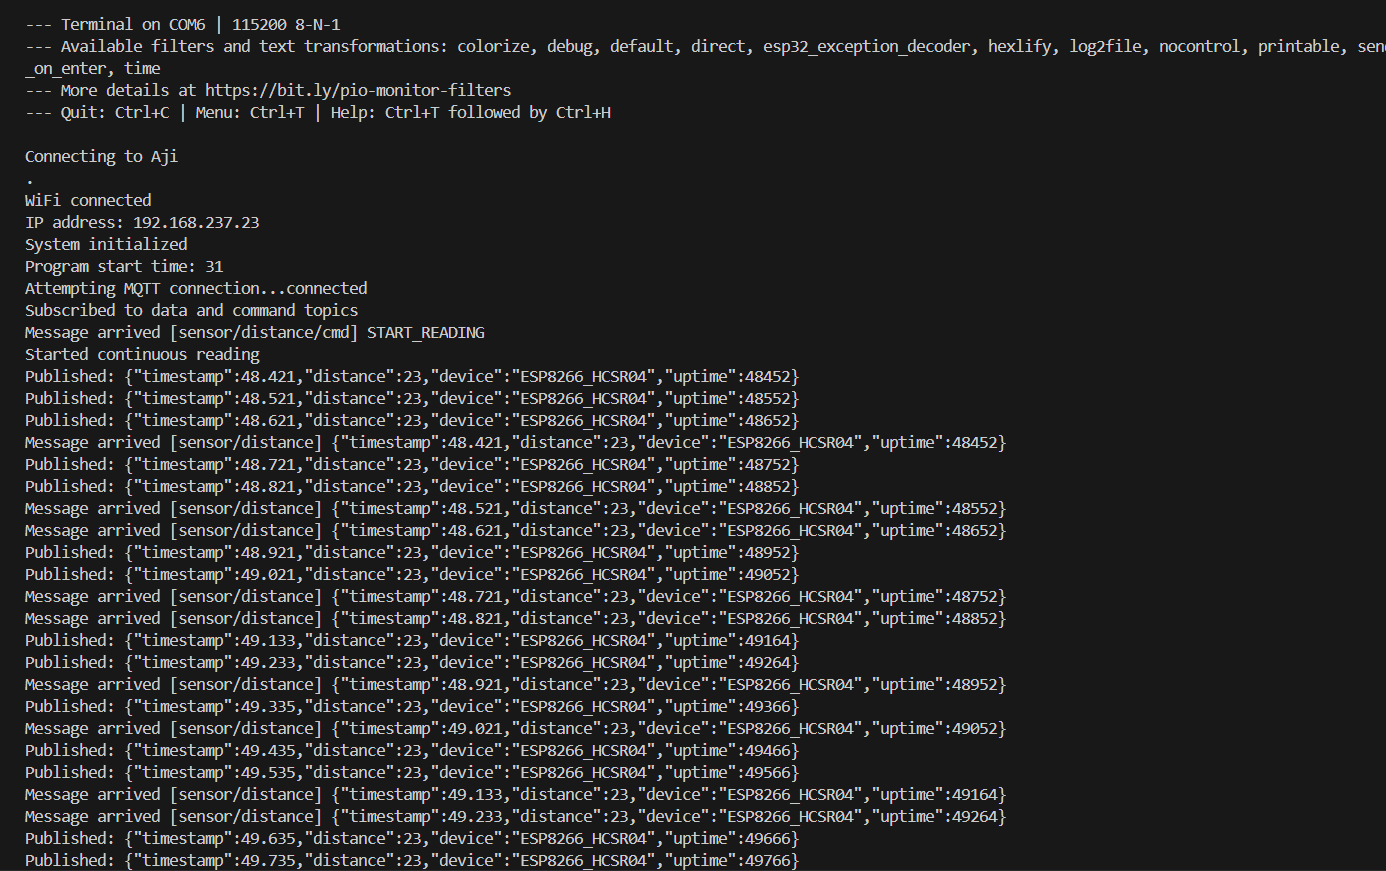 --- Terminal on COM6 | 115200 8-N-1
--- Available filters and text transformations: colorize, debug, default, direct, esp32_exception_decoder, hexlify, log2file, nocontrol, printable, send
_on_enter, time
--- More details at https://bit.ly/pio-monitor-filters
--- Quit: Ctrl+C | Menu: Ctrl+T | Help: Ctrl+T followed by Ctrl+H
Connecting to Aji
.
WiFi connected
IP address: 192.168.237.23
System initialized
Program start time: 31
Attempting MQTT connection...connected
Subscribed to data and command topics
Message arrived [sensor/distance/cmd] START_READING
Started continuous reading
Published: {"timestamp":48.421,"distance":23,"device":"ESP8266_HCSR04","uptime":48452}
Published: {"timestamp":48.521,"distance":23,"device":"ESP8266_HCSR04","uptime":48552}
Published: {"timestamp":48.621,"distance":23,"device":"ESP8266_HCSR04","uptime":48652}
Message arrived [sensor/distance] {"timestamp":48.421,"distance":23,"device":"ESP8266_HCSR04","uptime":48452}
Published: {"timestamp":48.721,"distance":23,"device":"ESP8266_HCSR04","uptime":48752}
Published: {"timestamp":48.821,"distance":23,"device":"ESP8266_HCSR04","uptime":48852}
Message arrived [sensor/distance] {"timestamp":48.521,"distance":23,"device":"ESP8266_HCSR04","uptime":48552}
Message arrived [sensor/distance] {"timestamp":48.621,"distance":23,"device":"ESP8266_HCSR04","uptime":48652}
Published: {"timestamp":48.921,"distance":23,"device":"ESP8266_HCSR04","uptime":48952}
Published: {"timestamp":49.021,"distance":23,"device":"ESP8266_HCSR04","uptime":49052}
Message arrived [sensor/distance] {"timestamp":48.721,"distance":23,"device":"ESP8266_HCSR04","uptime":48752}
Message arrived [sensor/distance] {"timestamp":48.821,"distance":23,"device":"ESP8266_HCSR04","uptime":48852}
Published: {"timestamp":49.133,"distance":23,"device":"ESP8266_HCSR04","uptime":49164}
Published: {"timestamp":49.233,"distance":23,"device":"ESP8266_HCSR04","uptime":49264}
Message arrived [sensor/distance] {"timestamp":48.921,"distance":23,"device":"ESP8266_HCSR04","uptime":48952}
Published: {"timestamp":49.335,"distance":23,"device":"ESP8266_HCSR04","uptime":49366}
Message arrived [sensor/distance] {"timestamp":49.021,"distance":23,"device":"ESP8266_HCSR04","uptime":49052}
Published: {"timestamp":49.435,"distance":23,"device":"ESP8266_HCSR04","uptime":49466}
Published: {"timestamp":49.535,"distance":23,"device":"ESP8266_HCSR04","uptime":49566}
Message arrived [sensor/distance] {"timestamp":49.133,"distance":23,"device":"ESP8266_HCSR04","uptime":49164}
Message arrived [sensor/distance] {"timestamp":49.233,"distance":23,"device":"ESP8266_HCSR04","uptime":49264}
Published: {"timestamp":49.635,"distance":23,"device":"ESP8266_HCSR04","uptime":49666}
Published: {"timestamp":49.735,"distance":23,"device":"ESP8266_HCSR04","uptime":49766}